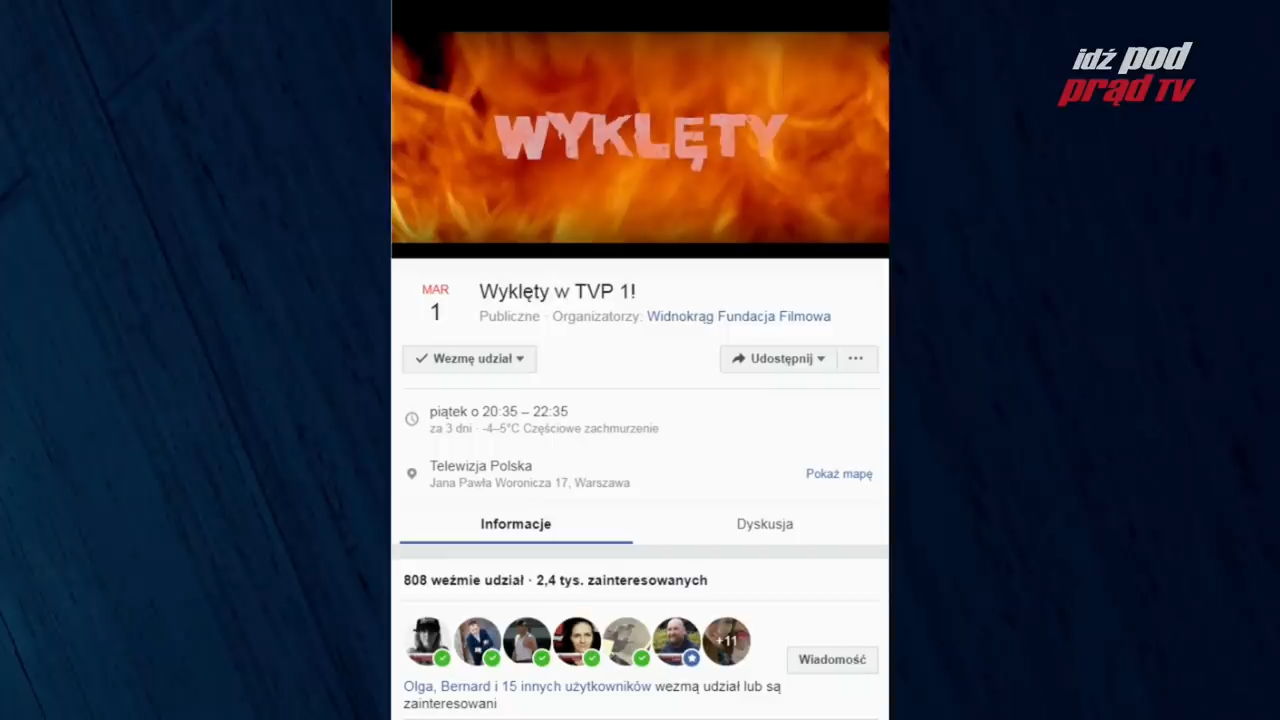 idź pod
prąd TV
WYKLĘTY
MAR
1
Wyklęty w TVP 1!
Publiczne · Organizatorzy: Widnokrąg Fundacja Filmowa
Wezmę udział
Udostępnij
piątek o 20:35 – 22:35
za 3 dni · -4–5°C Częściowe zachmurzenie
Telewizja Polska
Jana Pawła Woronicza 17, Warszawa
Pokaż mapę
Informacje
Dyskusja
808 weźmie udział · 2,4 tys. zainteresowanych
+11
Wiadomość
Olga, Bernard i 15 innych użytkowników wezmą udział lub są
zainteresowani